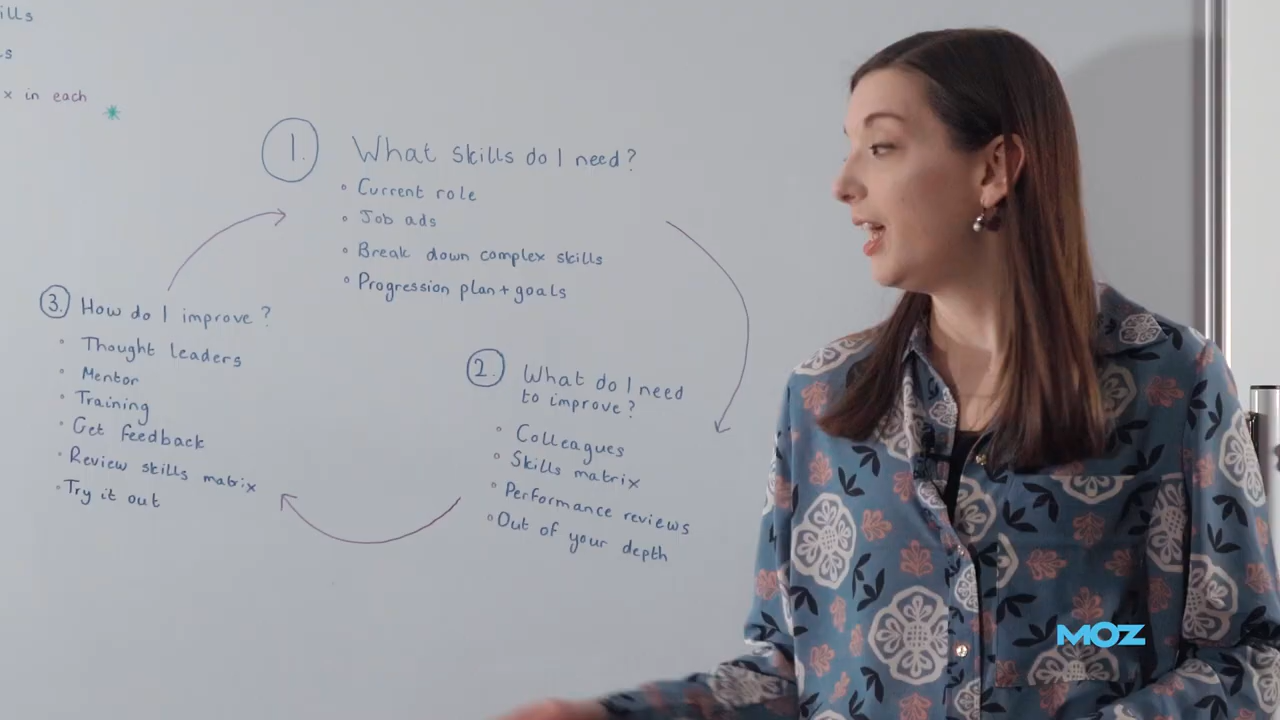 ills
ls
x in each
1. What skills do I need?
• Current role
• Job ads
• Break down complex skills
• Progression plan + goals
2. What do I need
to improve?
• Colleagues
• Skills matrix
• Performance reviews
• Out of your depth
3. How do I improve?
• Thought leaders
• Mentor
• Training
• Get feedback
• Review skills matrix
• Try it out
MOZ